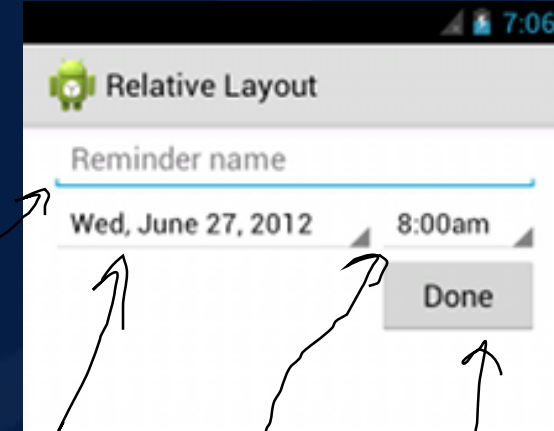 7:06
Relative Layout
Reminder name
Wed, June 27, 2012 8:00am
Done